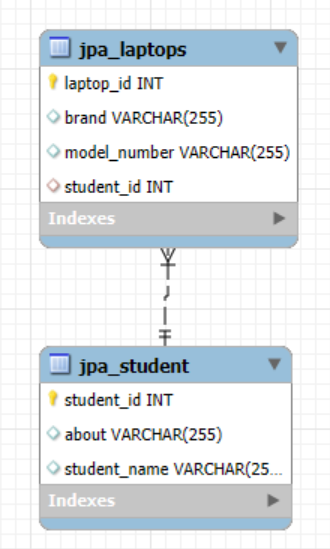 jpa_laptops
laptop_id INT
brand VARCHAR(255)
model_number VARCHAR(255)
student_id INT
Indexes
jpa_student
student_id INT
about VARCHAR(255)
student_name VARCHAR(25...
Indexes